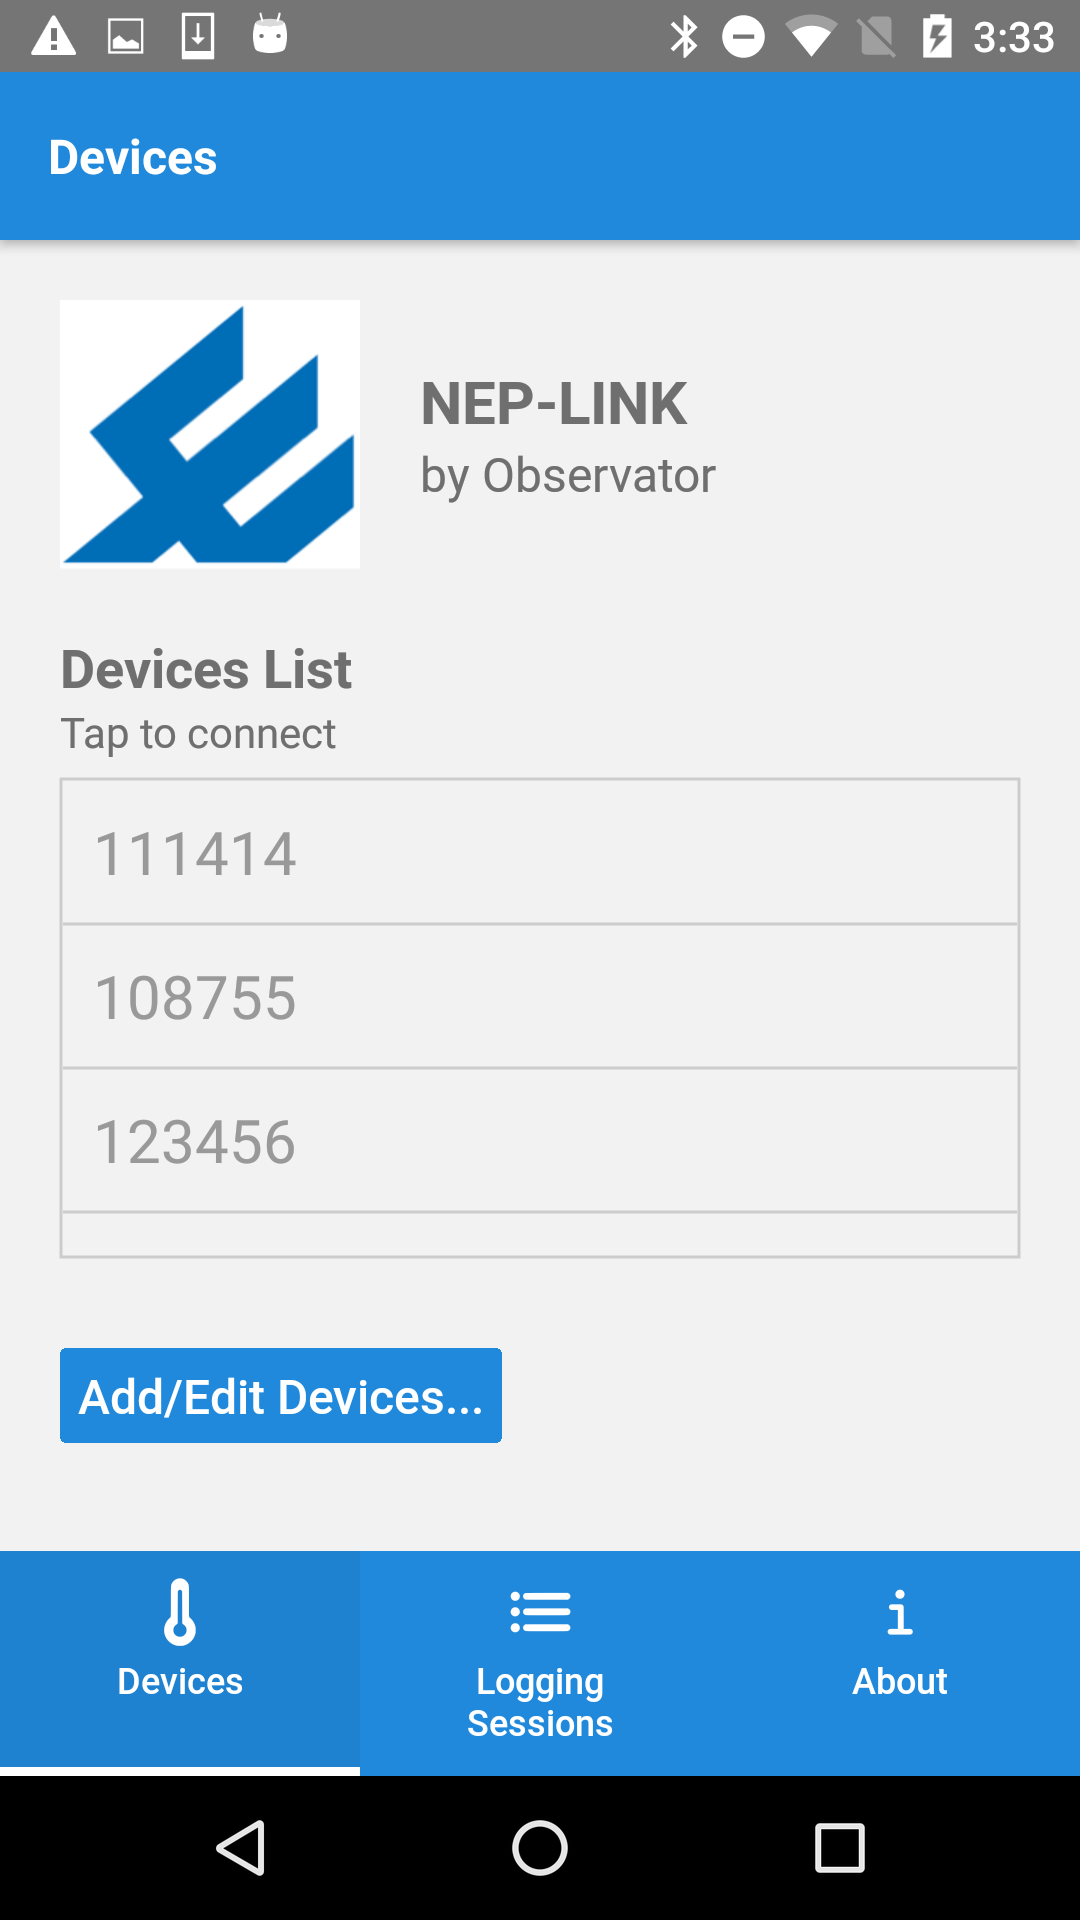 3:33
Devices
NEP-LINK
by Observator
Devices List
Tap to connect
111414
108755
123456
Add/Edit Devices...
Devices
Logging
Sessions
About